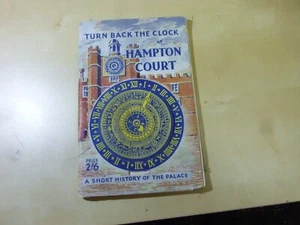 TURN BACK THE CLOCK
at
HAMPTON
COURT
PRICE
2/6
A SHORT HISTORY OF THE PALACE